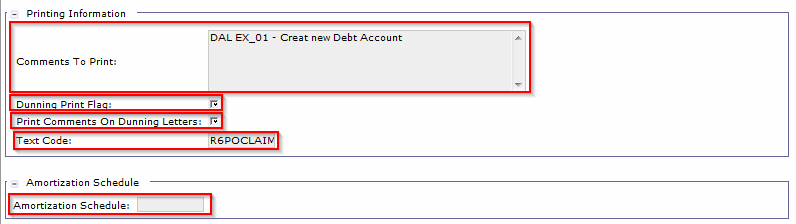 Printing Information
DAL EX_01 - Creat new Debt Account
Comments To Print:
Dunning Print Flag:
Print Comments On Dunning Letters:
Text Code: R6POCLAIM
Amortization Schedule
Amortization Schedule: